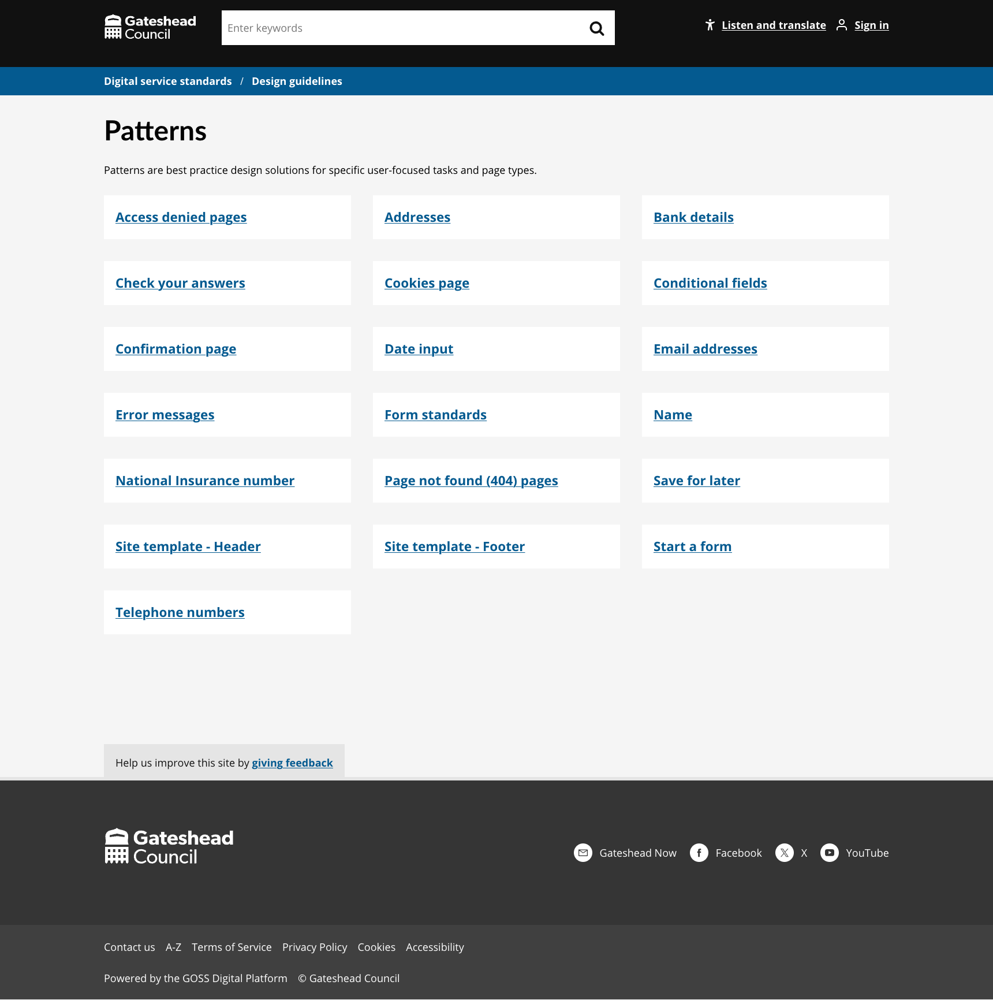 Gateshead
Council
Enter keywords
Listen and translate
Sign in
Digital service standards / Design guidelines
Patterns
Patterns are best practice design solutions for specific user-focused tasks and page types.
Access denied pages
Addresses
Bank details
Check your answers
Cookies page
Conditional fields
Confirmation page
Date input
Email addresses
Error messages
Form standards
Name
National Insurance number
Page not found (404) pages
Save for later
Site template - Header
Site template - Footer
Start a form
Telephone numbers
Help us improve this site by giving feedback
Gateshead
Council
Gateshead Now
Facebook
X
YouTube
Contact us A-Z Terms of Service Privacy Policy Cookies Accessibility
Powered by the GOSS Digital Platform © Gateshead Council